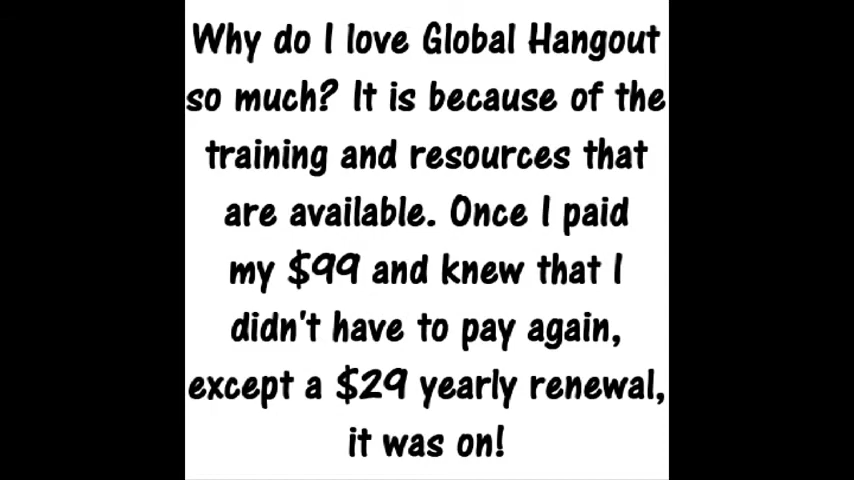 Why do I love Global Hangout
so much? It is because of the
training and resources that
are available. Once I paid
my $99 and knew that I
didn't have to pay again,
except a $29 yearly renewal,
it was on!